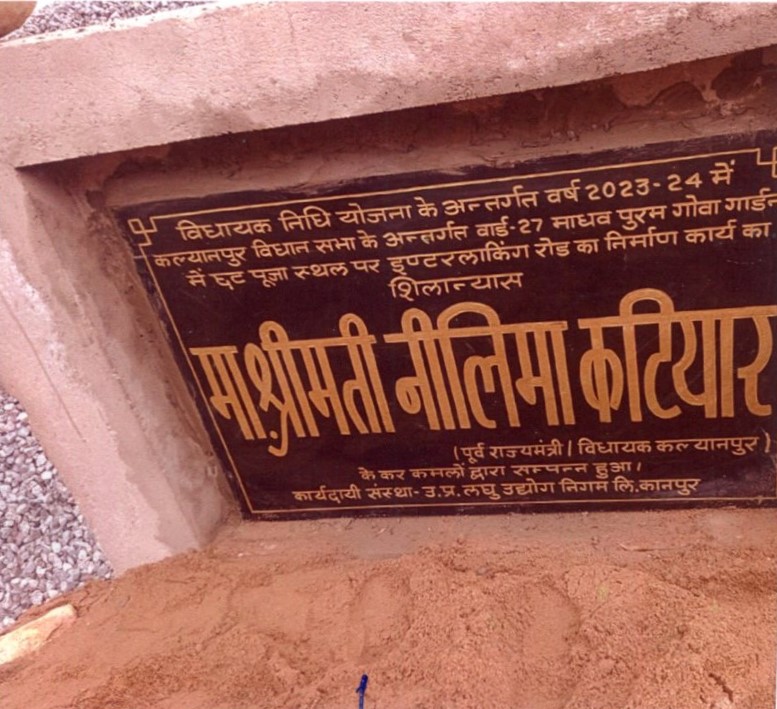 विधायक निधि योजना के अन्तर्गत वर्ष 2023-24 में
कल्यानपुर विधान सभा के अन्तर्गत वार्ड-27 माधव पुरम गोवा गार्डन
में छट पूजा स्थल पर इण्टरलाकिंग रोड का निर्माण कार्य का
शिलान्यास
मा.श्रीमती नीलिमा कटियार
(पूर्व राज्यमंत्री/विधायक कल्यानपुर)
के कर कमलों द्वारा सम्पन्न हुआ।
कार्यदायी संस्था-उ.प्र.लघु उद्योग निगम लि.कानपुर